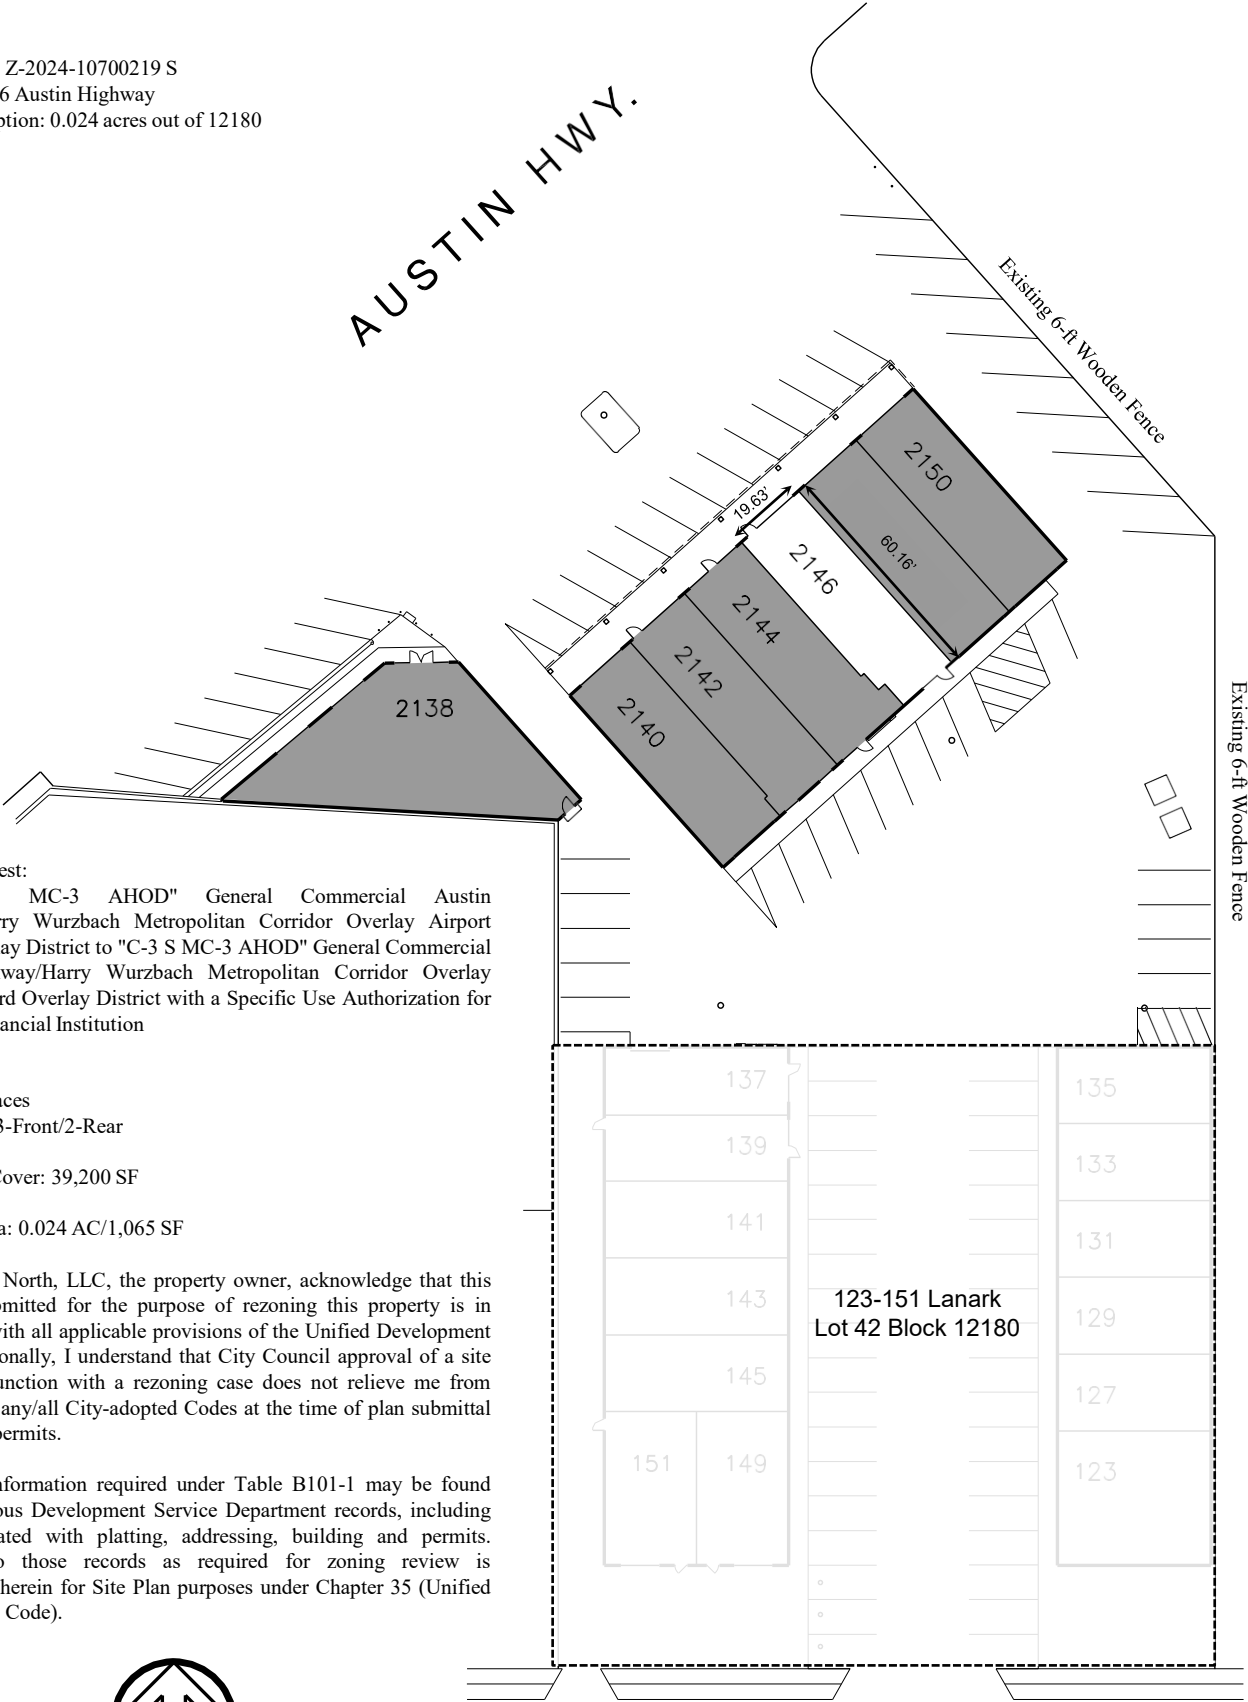 Z-2024-10700219 S
6 Austin Highway
ption: 0.024 acres out of 12180
AUSTIN HWY.
Existing 6-ft Wooden Fence
2150
19.63'
60.16'
2146
2144
2142
2140
2138
Existing 6-ft Wooden Fence
est:
MC-3 AHOD" General Commercial Austin
rry Wurzbach Metropolitan Corridor Overlay Airport
ay District to "C-3 S MC-3 AHOD" General Commercial
way/Harry Wurzbach Metropolitan Corridor Overlay
rd Overlay District with a Specific Use Authorization for
ancial Institution
aces
3-Front/2-Rear
Cover: 39,200 SF
a: 0.024 AC/1,065 SF
North, LLC, the property owner, acknowledge that this
bmitted for the purpose of rezoning this property is in
with all applicable provisions of the Unified Development
onally, I understand that City Council approval of a site
unction with a rezoning case does not relieve me from
any/all City-adopted Codes at the time of plan submittal
permits.
nformation required under Table B101-1 may be found
ous Development Service Department records, including
ated with platting, addressing, building and permits.
o those records as required for zoning review is
herein for Site Plan purposes under Chapter 35 (Unified
Code).
137
139
141
143
145
151
149
123-151 Lanark
Lot 42 Block 12180
135
133
131
129
127
123